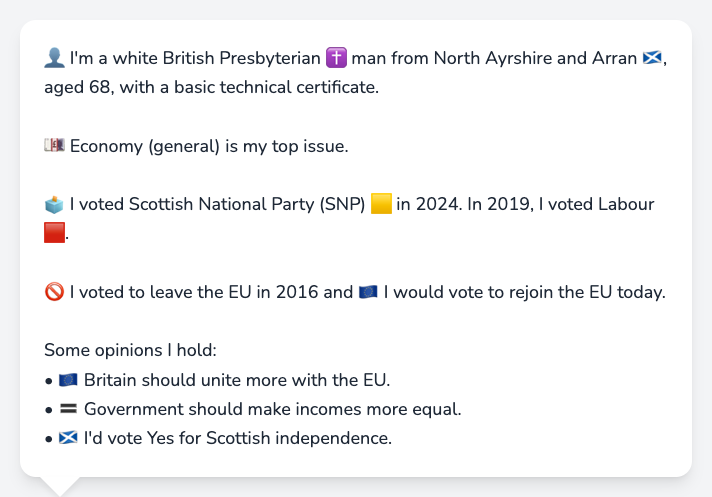 👤 I'm a white British Presbyterian ✝️ man from North Ayrshire and Arran 🏴󠁧󠁢󠁳󠁣󠁴󠁿,
aged 68, with a basic technical certificate.
💷 Economy (general) is my top issue.
🗳️ I voted Scottish National Party (SNP) 🟨 in 2024. In 2019, I voted Labour
🟥.
🚫 I voted to leave the EU in 2016 and 🇪🇺 I would vote to rejoin the EU today.
Some opinions I hold:
• 🇪🇺 Britain should unite more with the EU.
• 🟰 Government should make incomes more equal.
• 🏴󠁧󠁢󠁳󠁣󠁴󠁿 I'd vote Yes for Scottish independence.